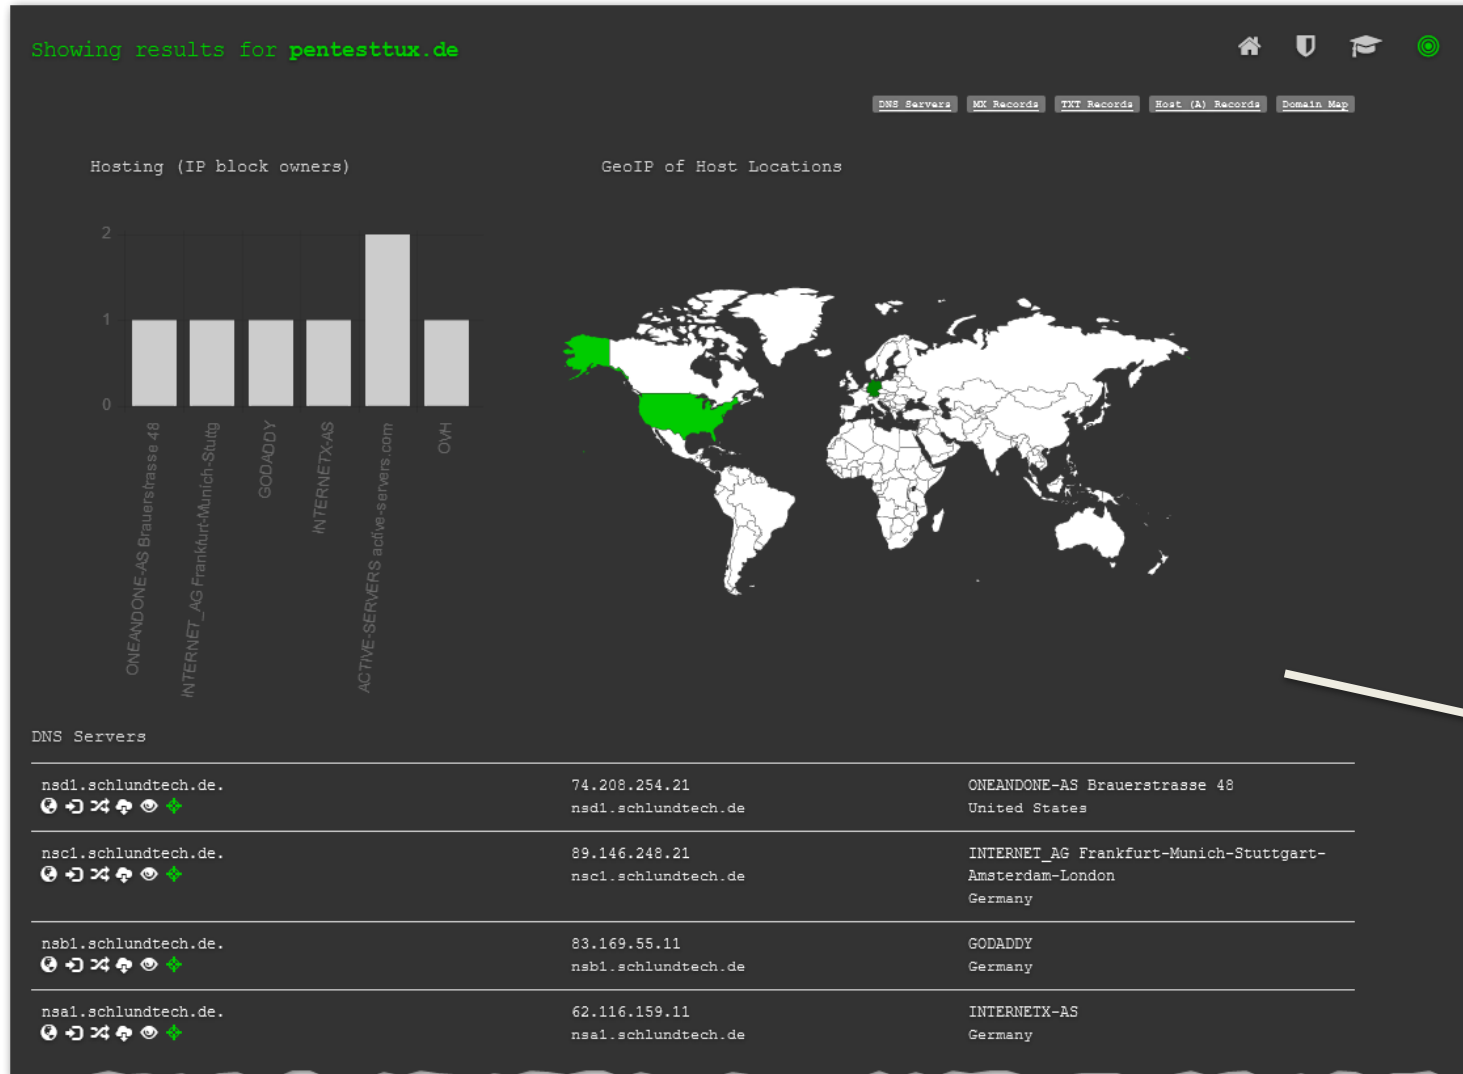 Showing results for pentesttux.de
DNS Servers MX Records TXT Records Host (A) Records Domain Map
Hosting (IP block owners)
GeoIP of Host Locations
2
1
0
ONEANDONE-AS Brauerstrasse 48
INTERNET_AG Frankfurt-Munich-Stuttg
GODADDY
INTERNETX-AS
ACTIVE-SERVERS active-servers.com
OVH
DNS Servers
nsd1.schlundtech.de. 74.208.254.21 ONEANDONE-AS Brauerstrasse 48
nsd1.schlundtech.de United States
nsc1.schlundtech.de. 89.146.248.21 INTERNET_AG Frankfurt-Munich-Stuttgart-
nsc1.schlundtech.de Amsterdam-London
Germany
nsb1.schlundtech.de. 83.169.55.11 GODADDY
nsb1.schlundtech.de Germany
nsa1.schlundtech.de. 62.116.159.11 INTERNETX-AS
nsa1.schlundtech.de Germany